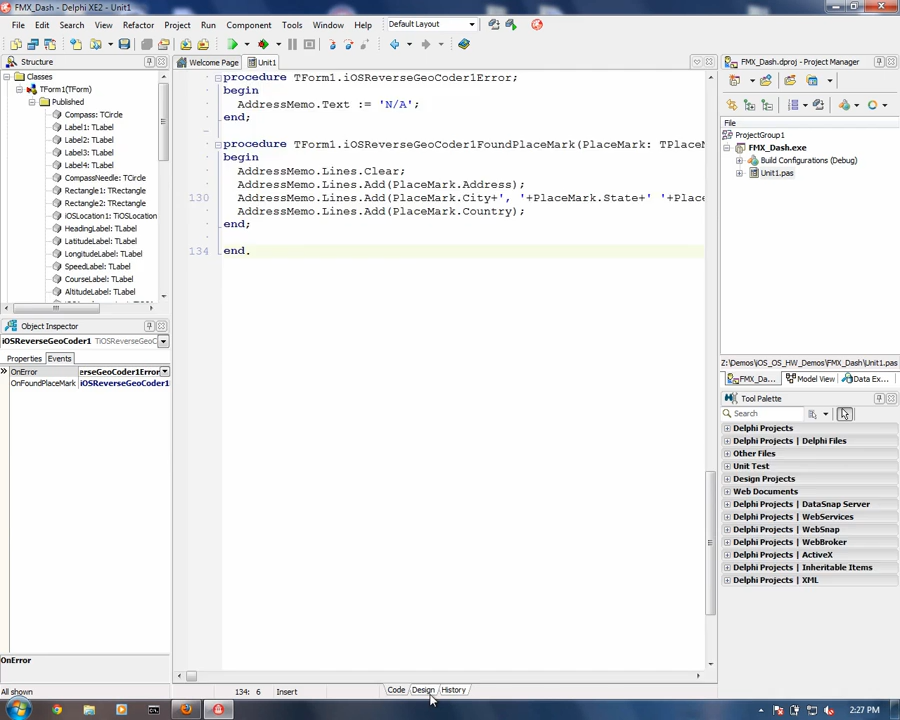 FMX_Dash - Delphi XE2 - Unit1
File Edit Search View Refactor Project Run Component Tools Window Help Default Layout
Structure
Welcome Page Unit1
FMX_Dash.dproj - Project Manager
Classes
TForm1(TForm)
Published
Compass: TCircle
Label1: TLabel
Label2: TLabel
Label3: TLabel
Label4: TLabel
CompassNeedle: TCircle
Rectangle1: TRectangle
Rectangle2: TRectangle
iOSLocation1: TiOSLocation
HeadingLabel: TLabel
LatitudeLabel: TLabel
LongitudeLabel: TLabel
SpeedLabel: TLabel
CourseLabel: TLabel
AltitudeLabel: TLabel
procedure TForm1.iOSReverseGeoCoder1Error;
begin
AddressMemo.Text := 'N/A';
end;
procedure TForm1.iOSReverseGeoCoder1FoundPlaceMark(PlaceMark: TPlaceM
begin
AddressMemo.Lines.Clear;
AddressMemo.Lines.Add(PlaceMark.Address);
130 AddressMemo.Lines.Add(PlaceMark.City+', '+PlaceMark.State+' '+Place
AddressMemo.Lines.Add(PlaceMark.Country);
end;
134 end.
File
ProjectGroup1
FMX_Dash.exe
Build Configurations (Debug)
Unit1.pas
Object Inspector
iOSReverseGeoCoder1 TiOSReverseGeo
Properties Events
OnError erseGeoCoder1Error
OnFoundPlaceMark iOSReverseGeoCoder1
OnError
All shown
Z:\Demos\iOS_OS_HW_Demos\FMX_Dash\Unit1.pas
FMX_Da... Model View Data Ex...
Tool Palette
Search
Delphi Projects
Delphi Projects | Delphi Files
Other Files
Unit Test
Design Projects
Web Documents
Delphi Projects | DataSnap Server
Delphi Projects | WebServices
Delphi Projects | WebSnap
Delphi Projects | WebBroker
Delphi Projects | ActiveX
Delphi Projects | Inheritable Items
Delphi Projects | XML
134: 6 Insert Code Design History
2:27 PM